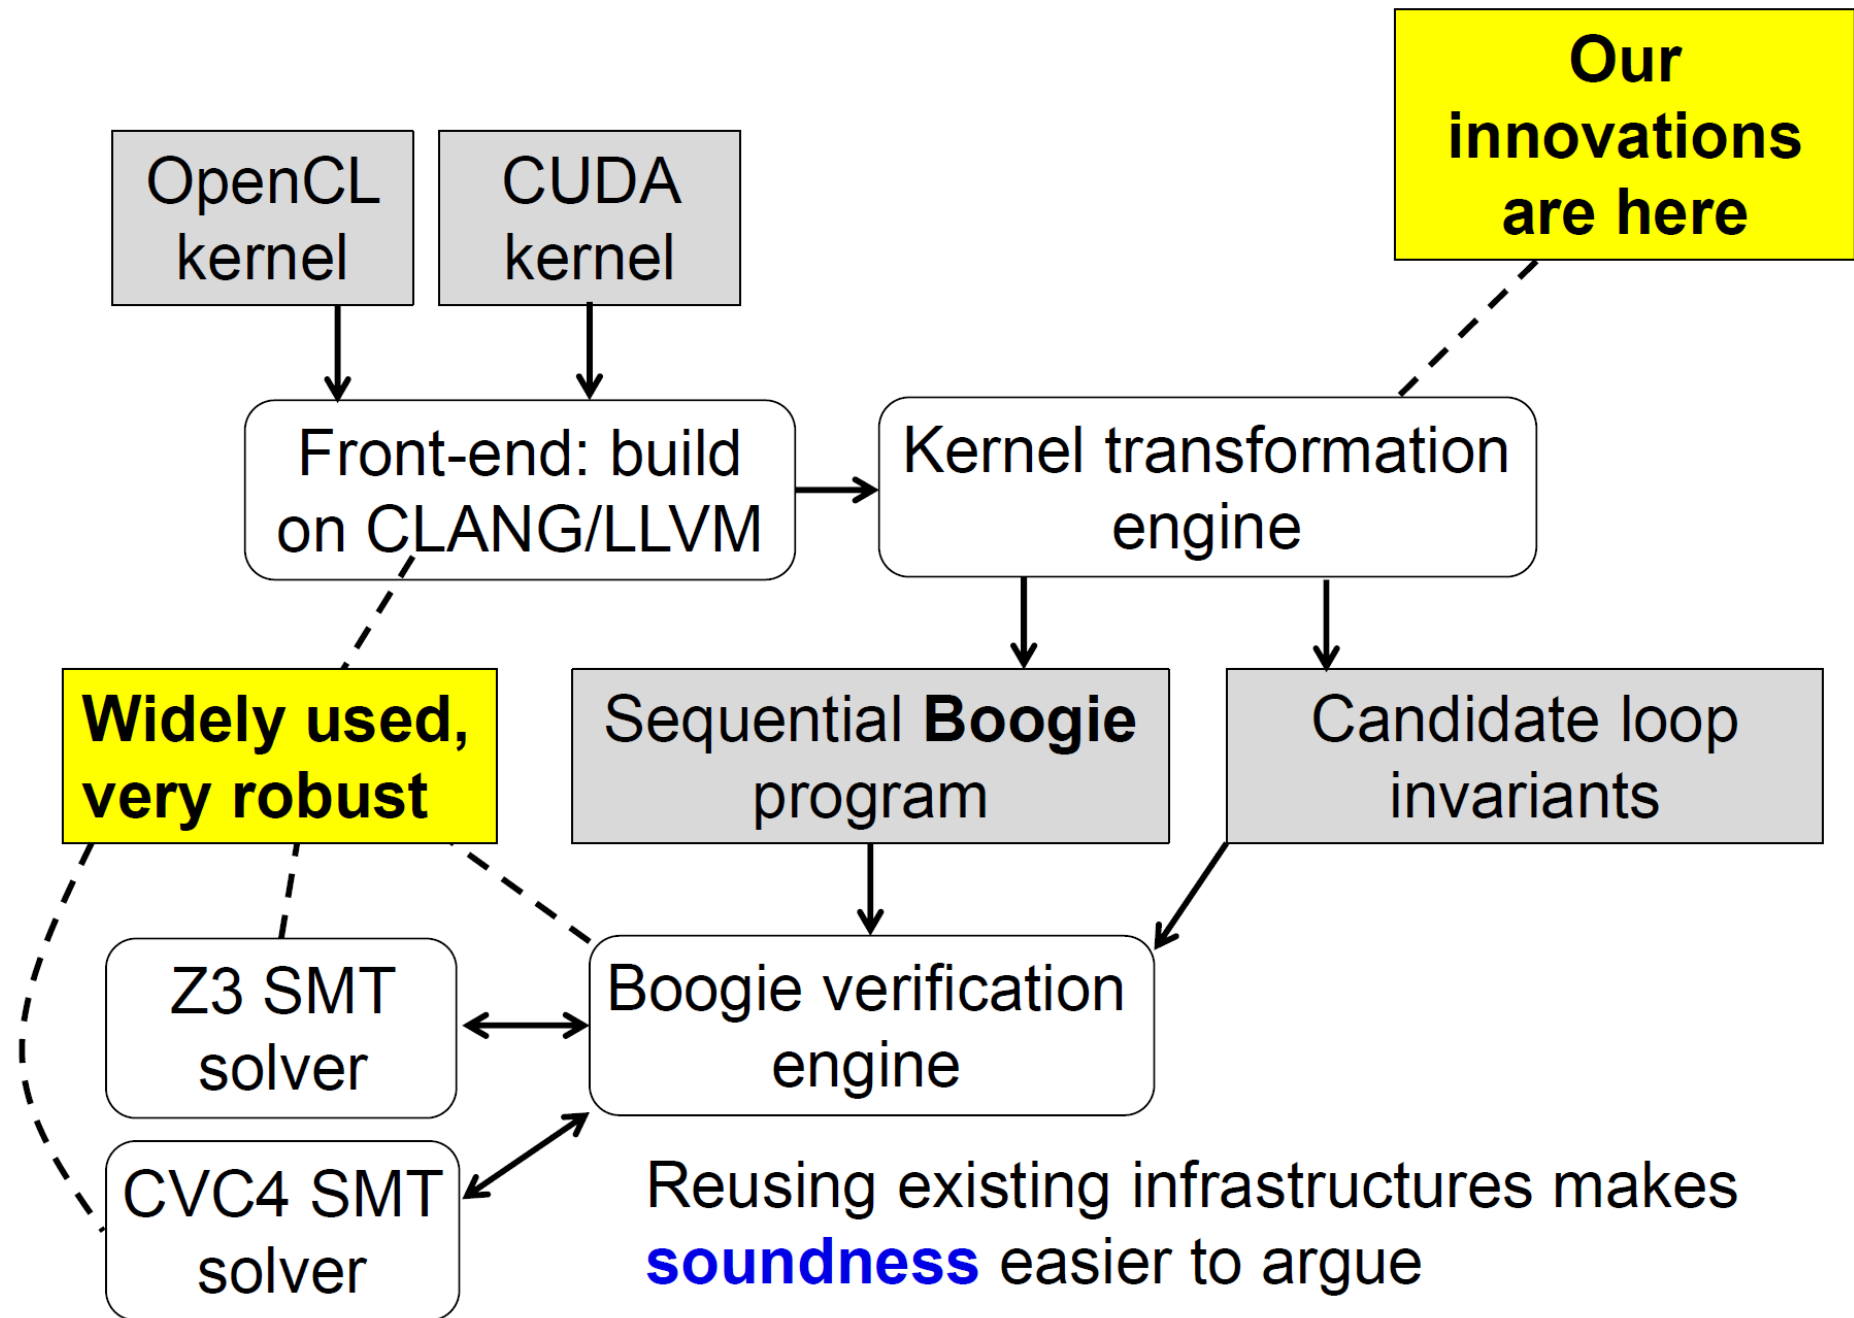 Our
innovations
are here
OpenCL
kernel
CUDA
kernel
Front-end: build
on CLANG/LLVM
Kernel transformation
engine
Widely used,
very robust
Sequential Boogie
program
Candidate loop
invariants
Z3 SMT
solver
Boogie verification
engine
CVC4 SMT
solver
Reusing existing infrastructures makes
soundness easier to argue